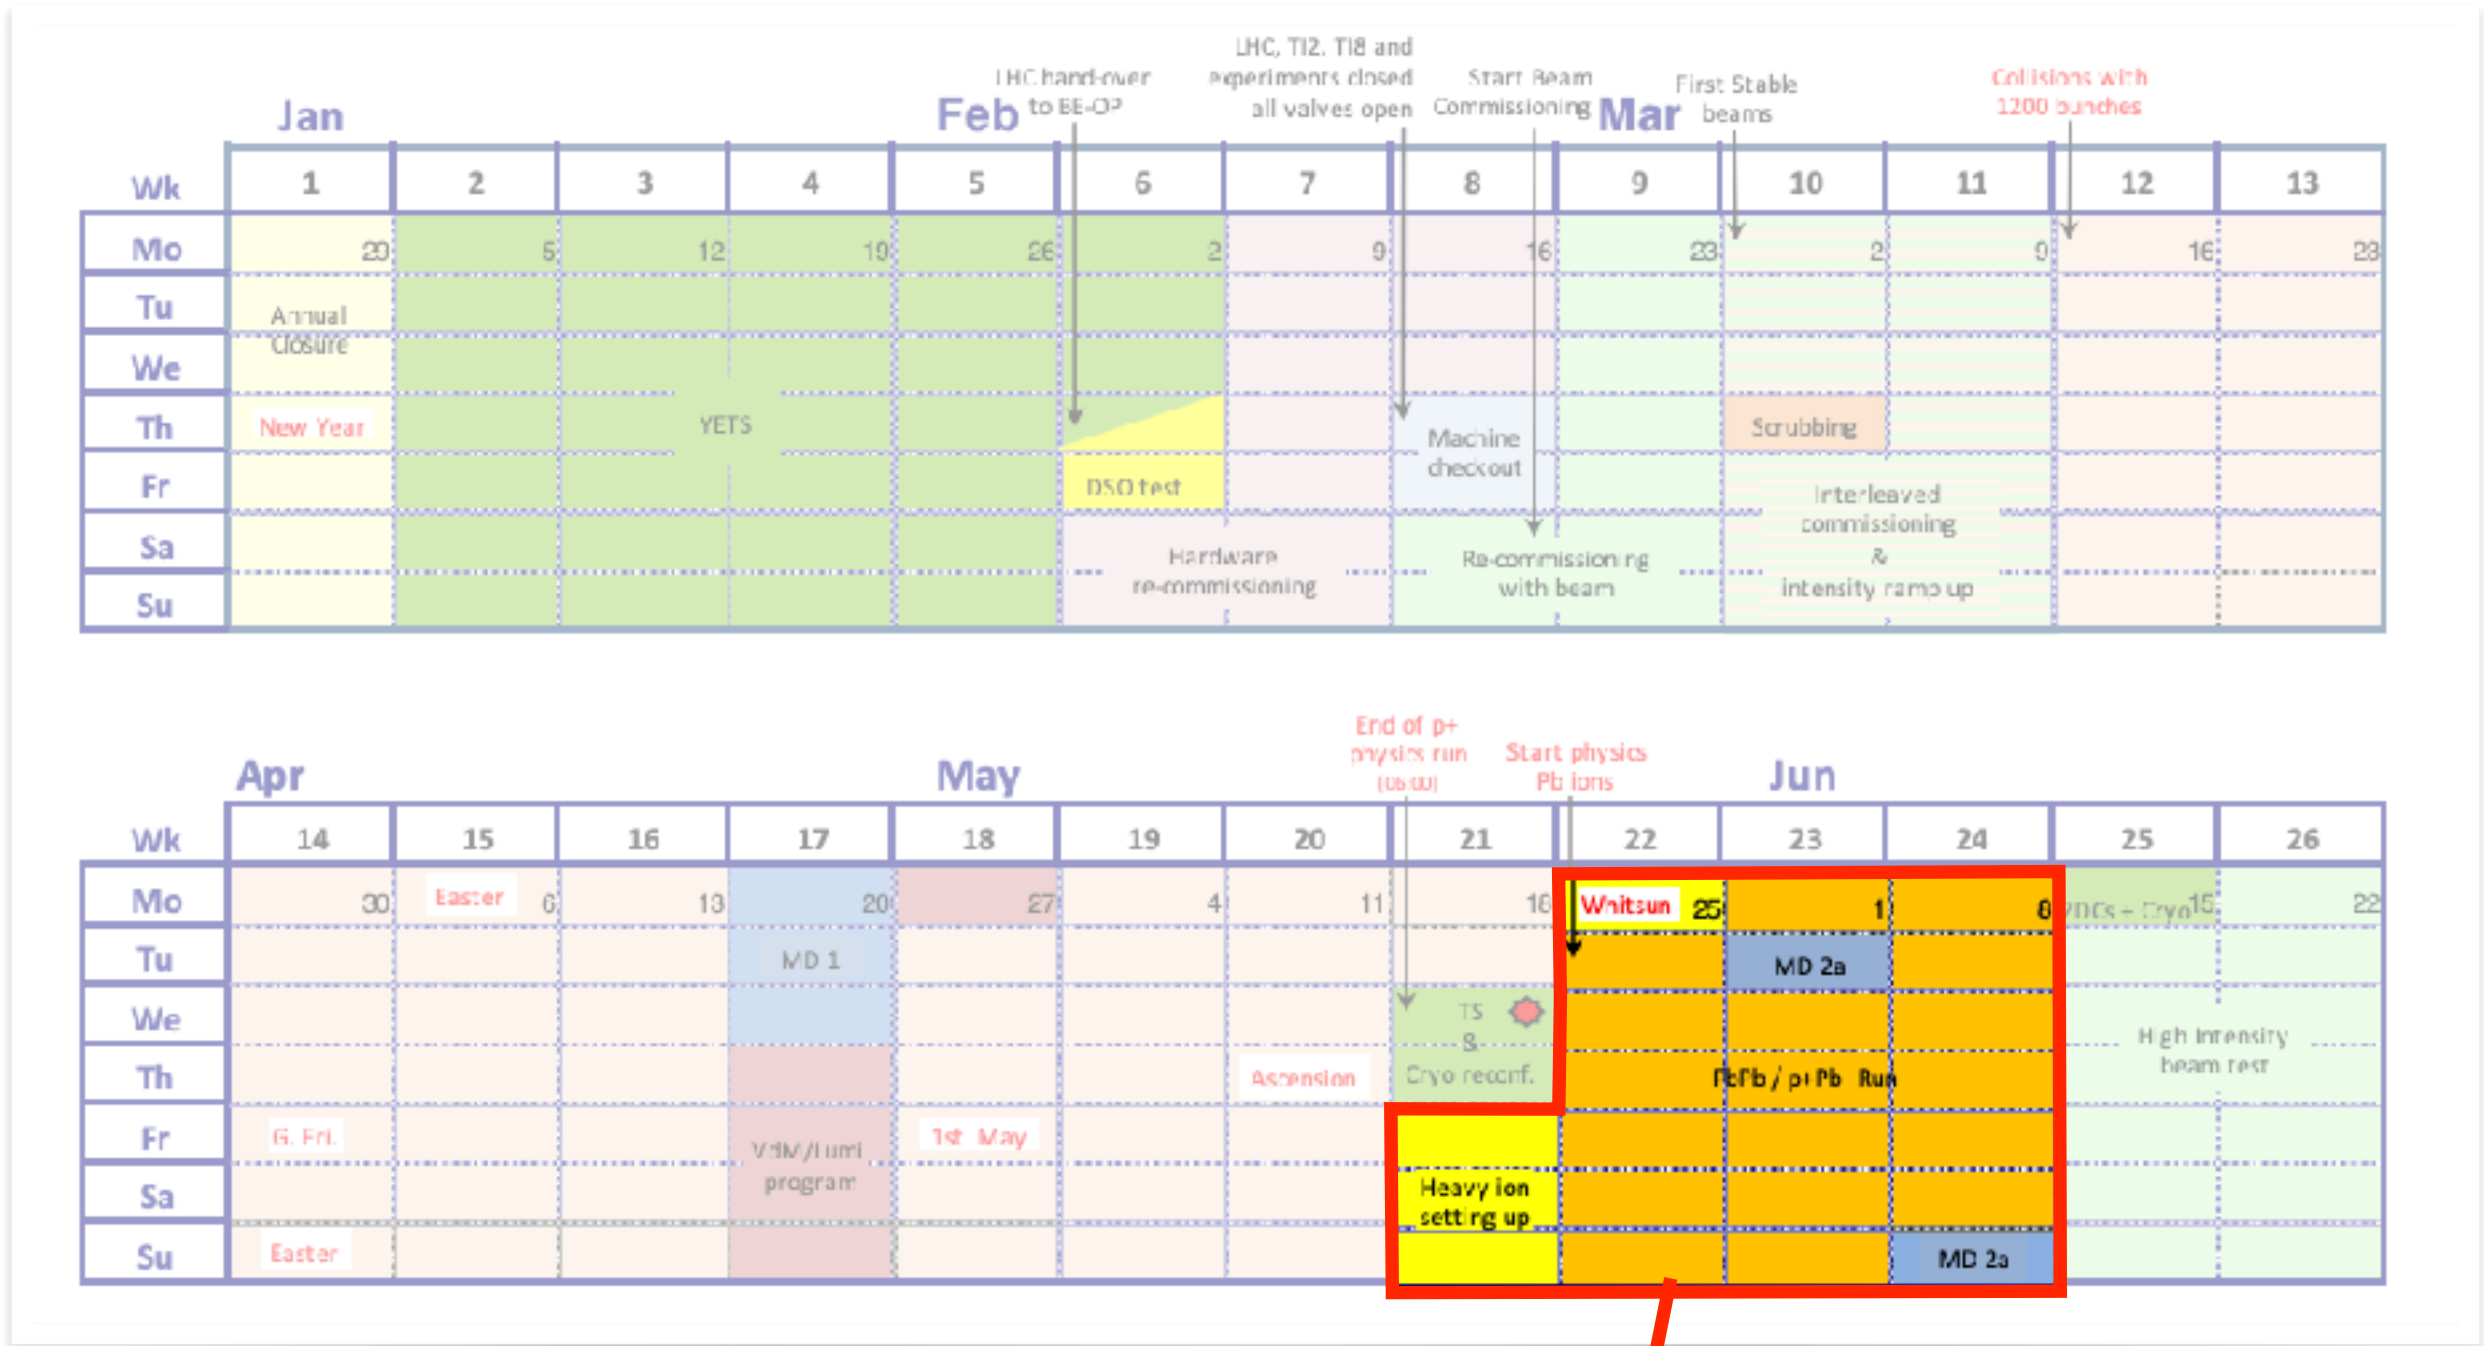 LHC, TI2, TI8 and
experiments closed
all valves open
LHC hand-over
to BE-OP
Start Beam
Commissioning
First Stable
beams
Collisions with
1200 bunches
Jan Feb Mar
Wk 1 2 3 4 5 6 7 8 9 10 11 12 13
Mo 29 5 12 19 26 2 9 16 23 2 9 16 23
Tu
Annual
Closure
We
Th New Year YETS Machine Scrubbing
checkout
Fr DSO test Interleaved
commissioning
Sa Hardware Re-commissioning &
re-commissioning with beam intensity ramp up
Su
End of p+
physics run
[06:00]
Start physics
Pb ions
Apr May Jun
Wk 14 15 16 17 18 19 20 21 22 23 24 25 26
Mo 30 Easter 6 13 20 27 4 11 18 Whitsun 25 1 8 ZDCs + Cryo 15 22
Tu MD 1 MD 2a
We TS
&
High Intensity
beam test
Th Ascension Cryo reconf. PbPb / p+Pb Run
Fr G. Fri. VdM/Lumi 1st May
program
Sa Heavy ion
setting up
Su Easter MD 2a